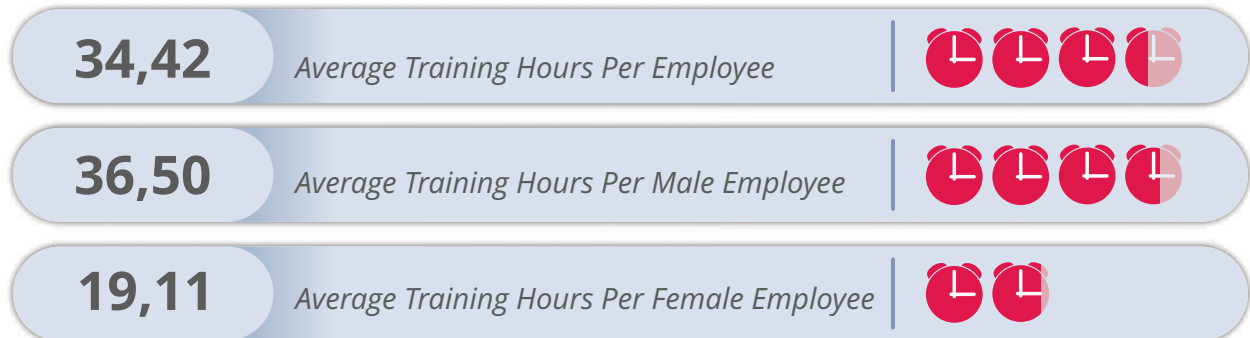 34,42 Average Training Hours Per Employee
36,50 Average Training Hours Per Male Employee
19,11 Average Training Hours Per Female Employee